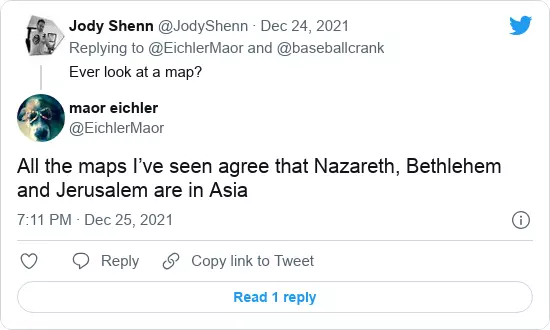 Jody Shenn @JodyShenn · Dec 24, 2021
Replying to @EichlerMaor and @baseballcrank
Ever look at a map?
maor eichler
@EichlerMaor
All the maps I’ve seen agree that Nazareth, Bethlehem
and Jerusalem are in Asia
7:11 PM · Dec 25, 2021
Reply
Copy link to Tweet
Read 1 reply